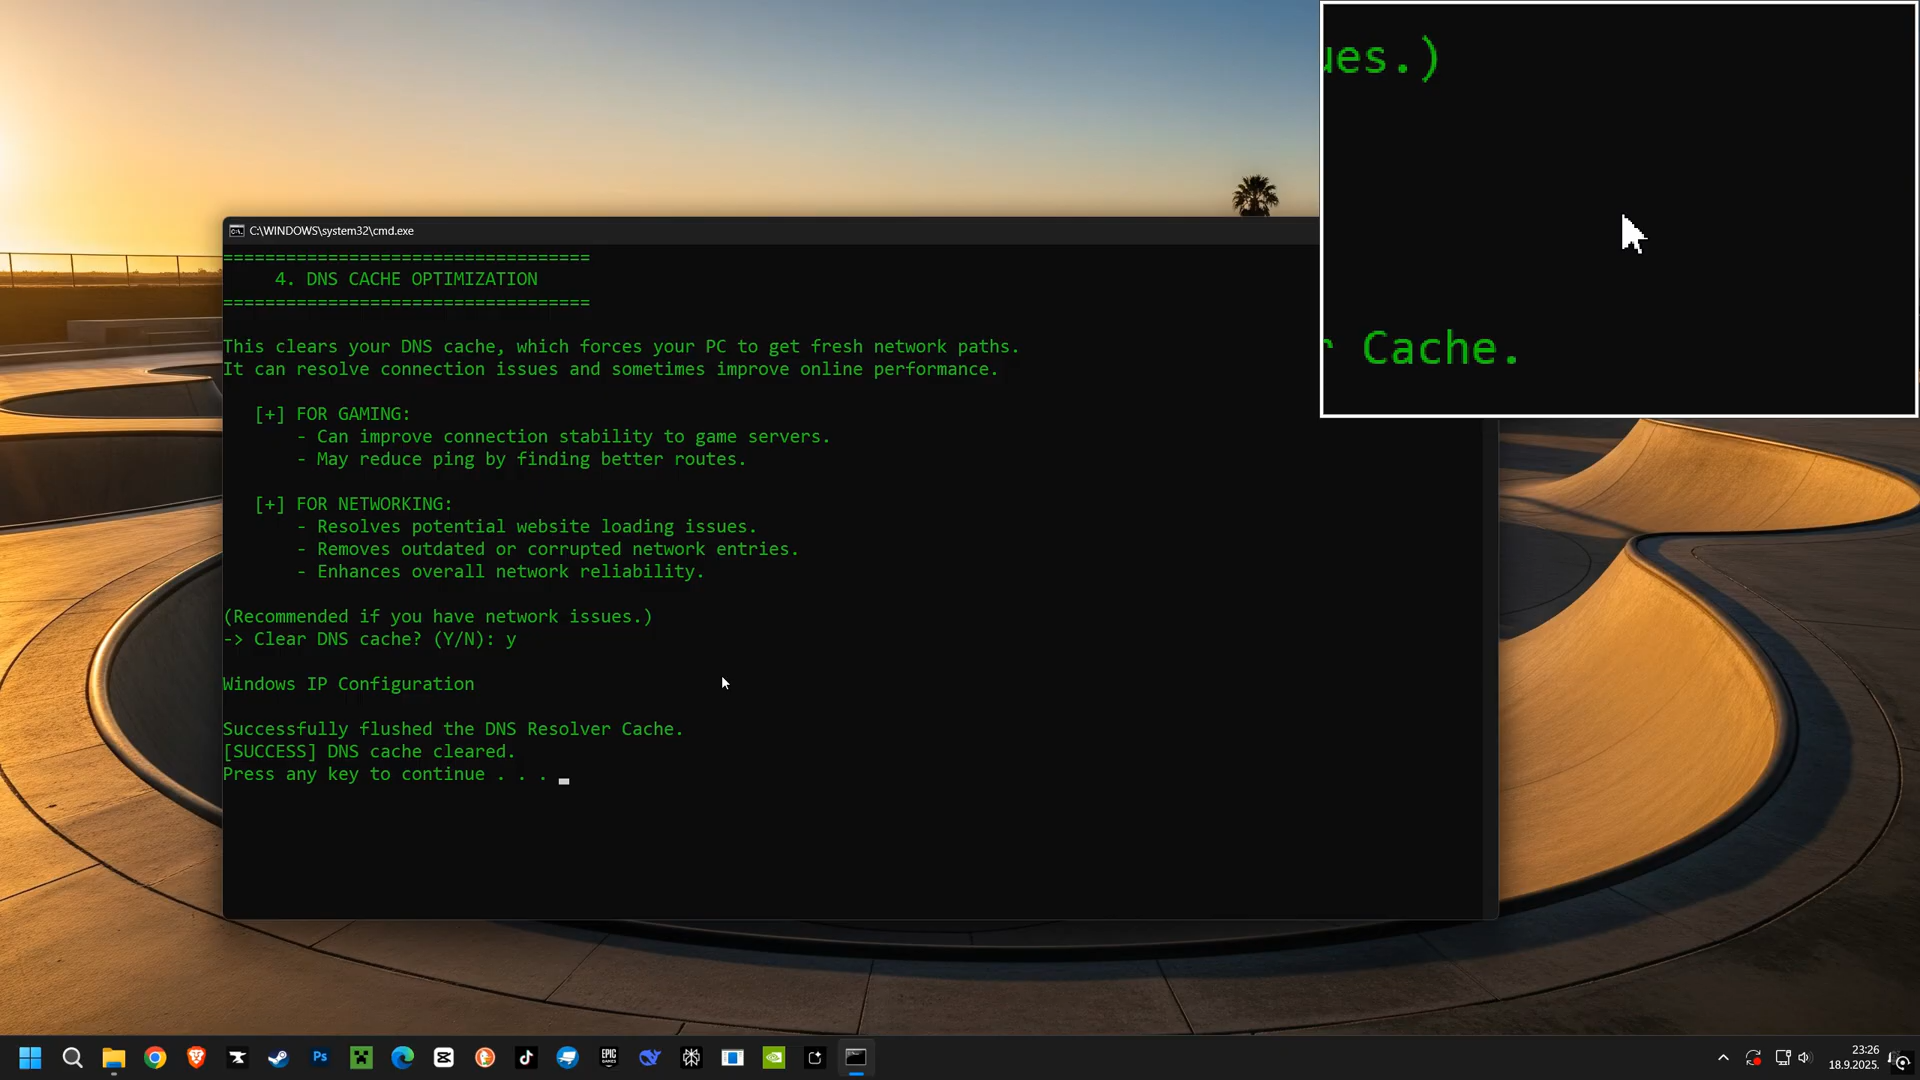 C:\WINDOWS\system32\cmd.exe
===================================
4. DNS CACHE OPTIMIZATION
===================================
This clears your DNS cache, which forces your PC to get fresh network paths.
It can resolve connection issues and sometimes improve online performance.
[+] FOR GAMING:
- Can improve connection stability to game servers.
- May reduce ping by finding better routes.
[+] FOR NETWORKING:
- Resolves potential website loading issues.
- Removes outdated or corrupted network entries.
- Enhances overall network reliability.
(Recommended if you have network issues.)
-> Clear DNS cache? (Y/N): y
Windows IP Configuration
Successfully flushed the DNS Resolver Cache.
[SUCCESS] DNS cache cleared.
Press any key to continue . . .
ues.)
r Cache.
Ps
EPIC GAMES
23:26
18.9.2025.